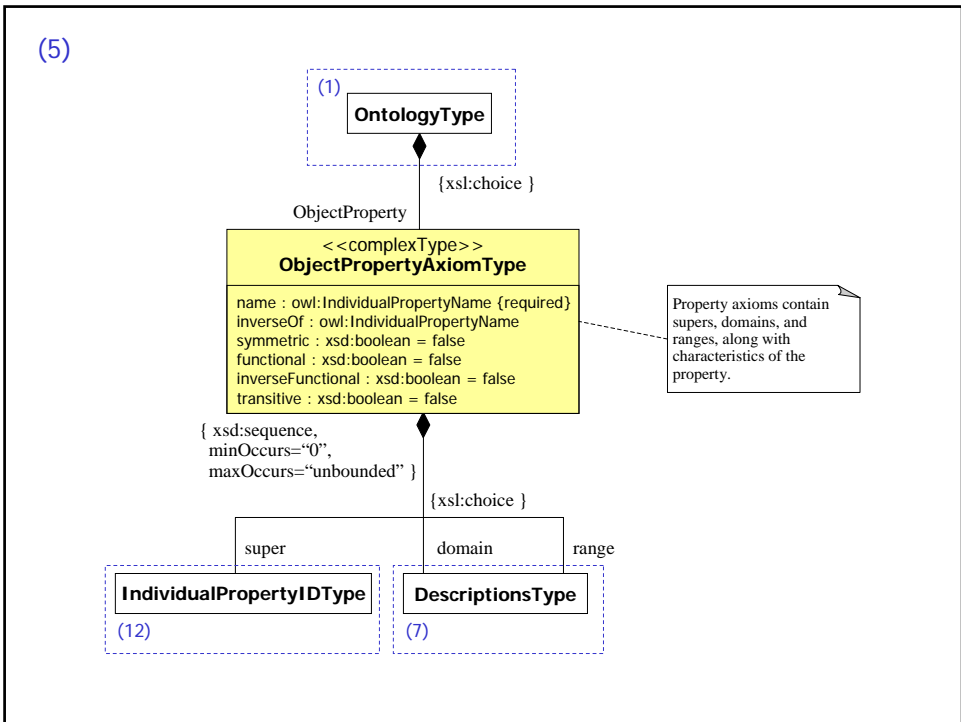 (5)
(1)
OntologyType
{xsl:choice }
ObjectProperty
<<complexType>>
ObjectPropertyAxiomType
name : owl:IndividualPropertyName {required}
inverseOf : owl:IndividualPropertyName
symmetric : xsd:boolean = false
functional : xsd:boolean = false
inverseFunctional : xsd:boolean = false
transitive : xsd:boolean = false
Property axioms contain
supers, domains, and
ranges, along with
characteristics of the
property.
{ xsd:sequence,
minOccurs=“0”,
maxOccurs=“unbounded” }
{xsl:choice }
super
domain
range
IndividualPropertyIDType
DescriptionsType
(12)
(7)